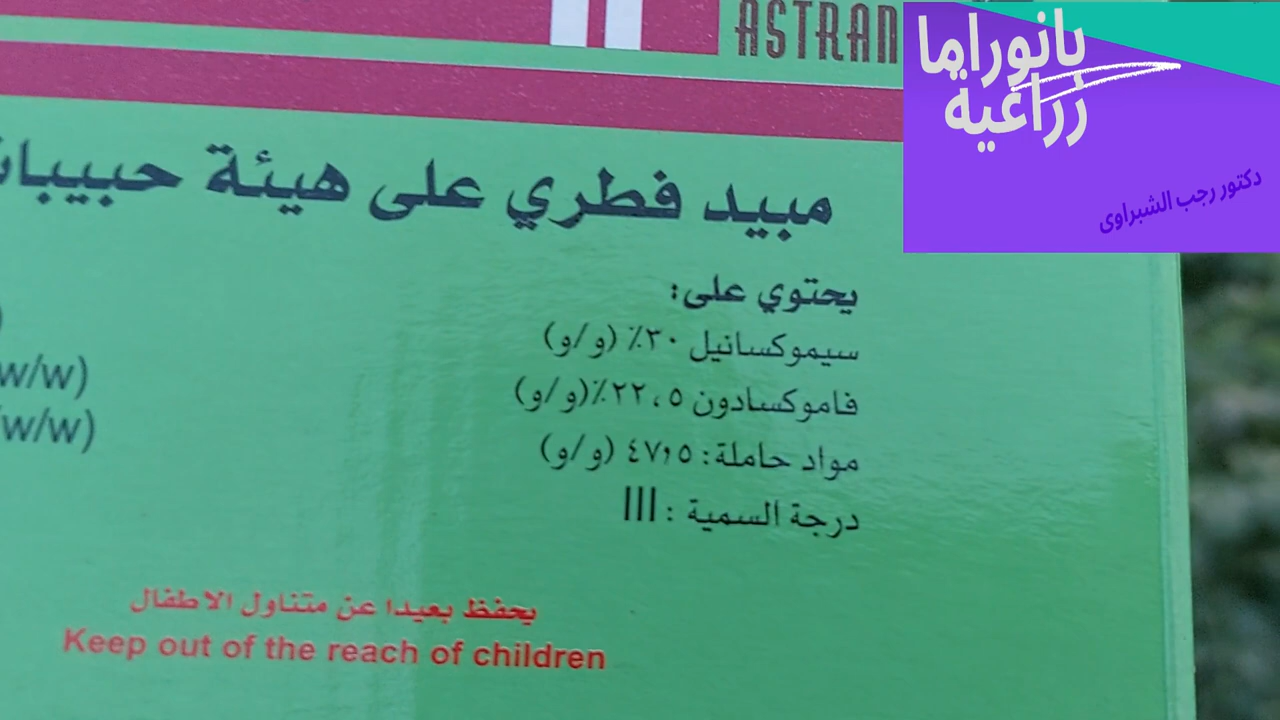 ASTRAN
بانوراما
زراعية
دكتور رجب الشبراوى
مبيد فطري على هيئة
يحتوي على:
سيموكسانيل ٣٠٪ (و/و)
فاموكسادون ٢٢،٥٪(و/و)
مواد حاملة: ٤٧,٥ (و/و)
درجة السمية : III
w/w)
w/w)
يحفظ بعيدا عن متناول الاطفال
Keep out of the reach of children